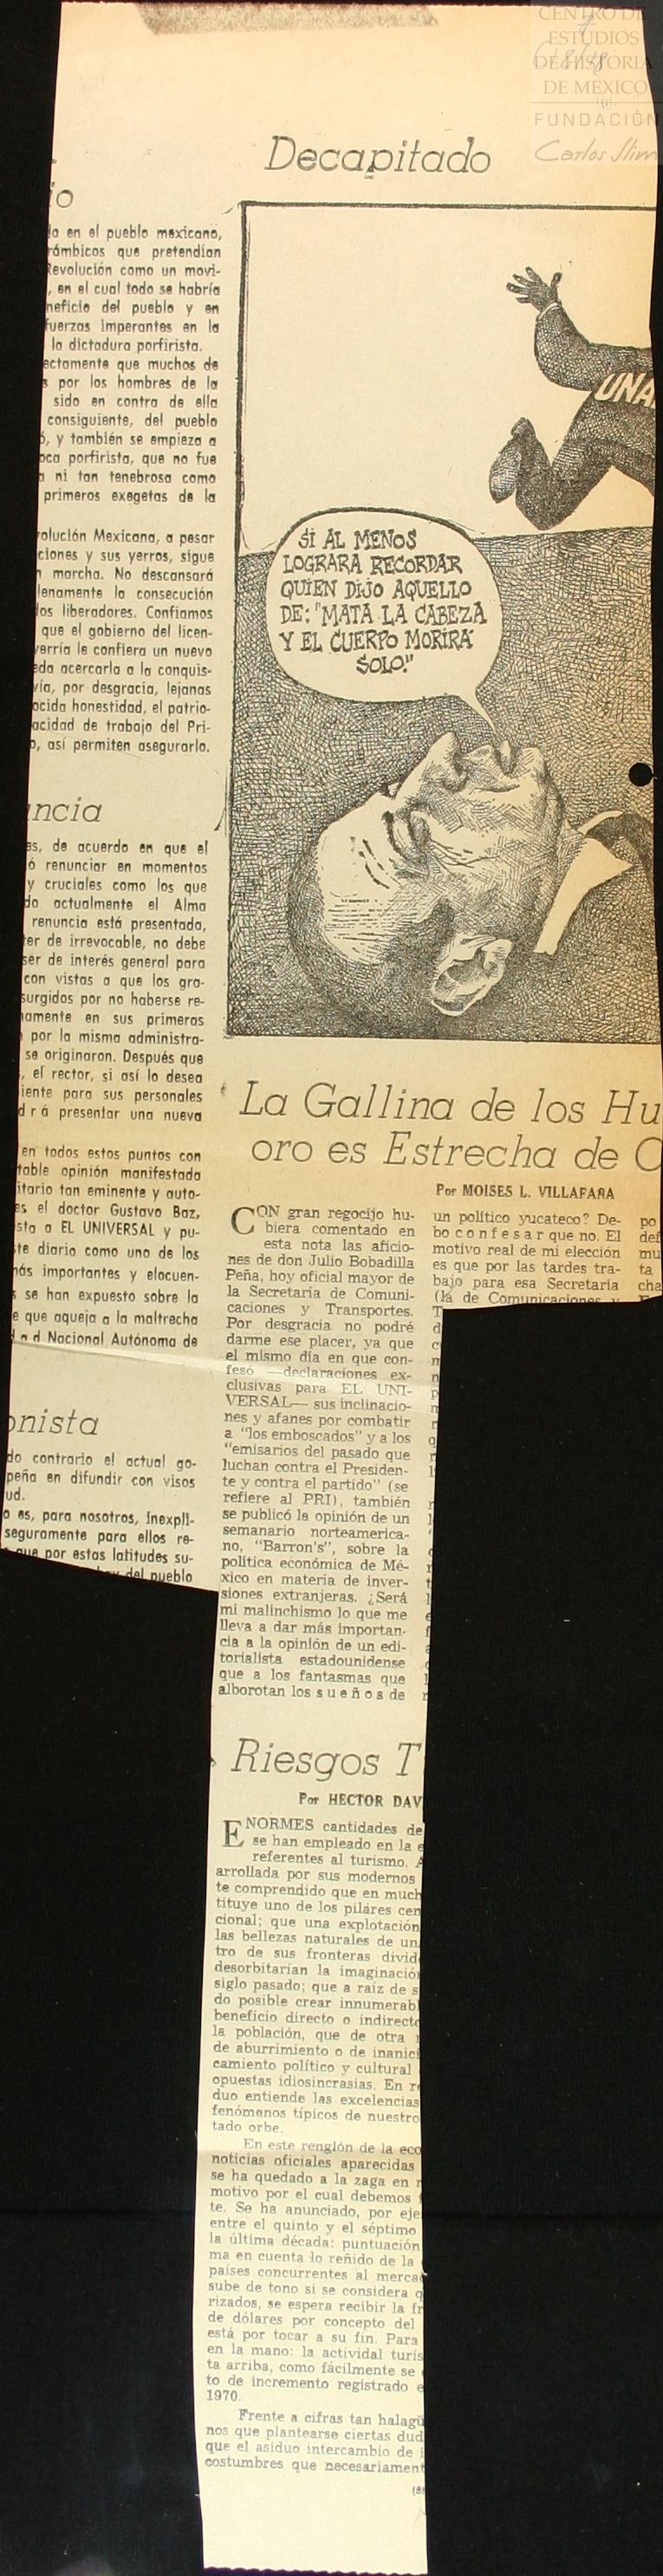 CENTRO DE
ESTUDIOS
DE HISTORIA
DE MEXICO
FUNDACIÓN
Carlos Slim
Decapitado
io
en el pueblo mexicano,
rámbicos que pretendían
Revolución como un movi-
, en el cual todo se habría
neficio del pueblo y en
fuerzas imperantes en la
la dictadura porfirista.
ectamente que muchos de
s por los hombres de la
sido en contra de ella
consiguiente, del pueblo
ó, y también se empieza a
oca porfirista, que no fue
ni tan tenebrosa como
primeros exegetas de la
volución Mexicana, a pesar
ciones y sus yerros, sigue
n marcha. No descansará
lenamente la consecución
los liberadores. Confiamos
que el gobierno del licen-
verría le confiera un nuevo
eda acercarla a la conquis-
vía, por desgracia, lejanas
ocida honestidad, el patrio-
acidad de trabajo del Pri-
o, así permiten asegurarlo.
UNA
SI AL MENOS
LOGRARA RECORDAR
QUIEN DIJO AQUELLO
DE: "MATA LA CABEZA
Y EL CUERPO MORIRA
SOLO."
ncia
es, de acuerdo en que el
ó renunciar en momentos
y cruciales como los que
do actualmente el Alma
renuncia está presentada,
ter de irrevocable, no debe
ser de interés general para
con vistas a que los gra-
surgidos por no haberse re-
namente en sus primeras
por la misma administra-
se originaron. Después que
, el rector, si así lo desea
iente para sus personales
drá presentar una nueva
en todos estos puntos con
table opinión manifestada
itario tan eminente y auto-
es el doctor Gustavo Baz,
sta a EL UNIVERSAL y pu-
te diario como uno de los
más importantes y elocuen-
s se han expuesto sobre la
e que aqueja a la maltrecha
dad Nacional Autónoma de
onista
do contrario el actual go-
peña en difundir con visos
ud.
o es, para nosotros, inexpli-
seguramente para ellos re-
que por estas latitudes su-
del pueblo
La Gallina de los Hu
oro es Estrecha de C
Por MOISES L. VILLAFAÑA
CON gran regocijo hu-
biera comentado en
esta nota las aficio-
nes de don Julio Bobadilla
Peña, hoy oficial mayor de
la Secretaría de Comuni-
caciones y Transportes.
Por desgracia no podré
darme ese placer, ya que
el mismo día en que con-
fesó —declaraciones ex-
clusivas para EL UNI-
VERSAL— sus inclinacio-
nes y afanes por combatir
a "los emboscados" y a los
"emisarios del pasado que
luchan contra el Presiden-
te y contra el partido" (se
refiere al PRI), también
se publicó la opinión de un
semanario norteamerica-
no, "Barron's", sobre la
política económica de Mé-
xico en materia de inver-
siones extranjeras. ¿Será
mi malinchismo lo que me
lleva a dar más importan-
cia a la opinión de un edi-
torialista estadounidense
que a los fantasmas que
alborotan los sueños de
un político yucateco? De-
bo confesar que no. El
motivo real de mi elección
es que por las tardes tra-
bajo para esa Secretaría
(la de Comunicaciones y
po
def
mu
ta
cha
Riesgos T
Por HECTOR DAV
ENORMES cantidades de
se han empleado en la e
referentes al turismo. A
arrollada por sus modernos
te comprendido que en much
tituye uno de los pilares cen
cional; que una explotación
las bellezas naturales de un
tro de sus fronteras divid
desorbitarían la imaginació
siglo pasado; que a raíz de s
do posible crear innumerabl
beneficio directo o indirecto
la población, que de otra
de aburrimiento o de inanici
camiento político y cultural
opuestas idiosincrasias. En re
duo entiende las excelencias
fenómenos típicos de nuestro
tado orbe.
En este renglón de la eco
noticias oficiales aparecidas
se ha quedado a la zaga en
motivo por el cual debemos
te. Se ha anunciado, por eje
entre el quinto y el séptimo
la última década; puntuación
ma en cuenta lo reñido de la
países concurrentes al merca
sube de tono si se considera q
rizados, se espera recibir la fr
de dólares por concepto del
está por tocar a su fin. Para
en la mano: la actividad turís
ta arriba, como fácilmente se
to de incremento registrado e
1970.
Frente a cifras tan halagü
nos que plantearse ciertas dud
que el asiduo intercambio de i
costumbres que necesariament